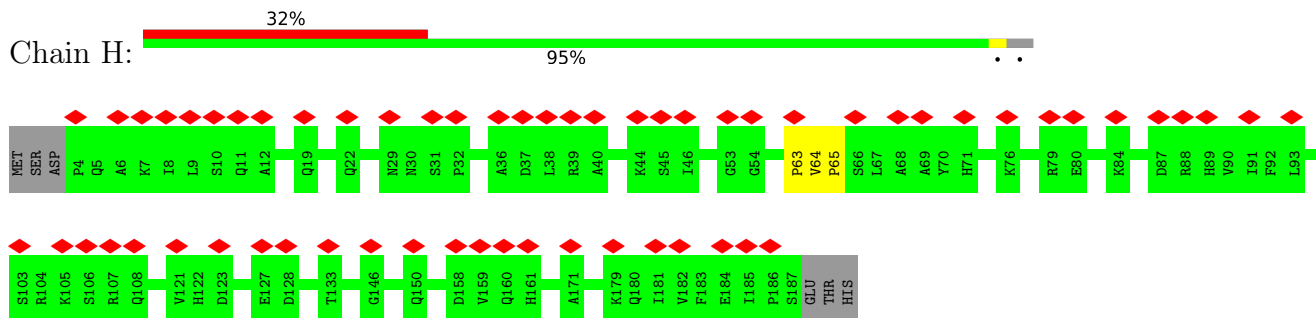 32%
Chain H:
95%
. .
MET SER ASP P4 Q5 A6 K7 I8 L9 S10 Q11 A12 Q19 Q22 N29 N30 S31 P32 A36 D37 L38 R39 A40 K44 S45 I46 G53 G54 P63 V64 P65 S66 L67 A68 A69 Y70 H71 K76 R79 E80 K84 D87 R88 H89 V90 I91 F92 L93
S103 R104 K105 S106 R107 Q108 V121 H122 D123 E127 D128 T133 G146 Q150 D158 V159 Q160 H161 A171 K179 Q180 I181 V182 F183 E184 I185 P186 S187 GLU THR HIS